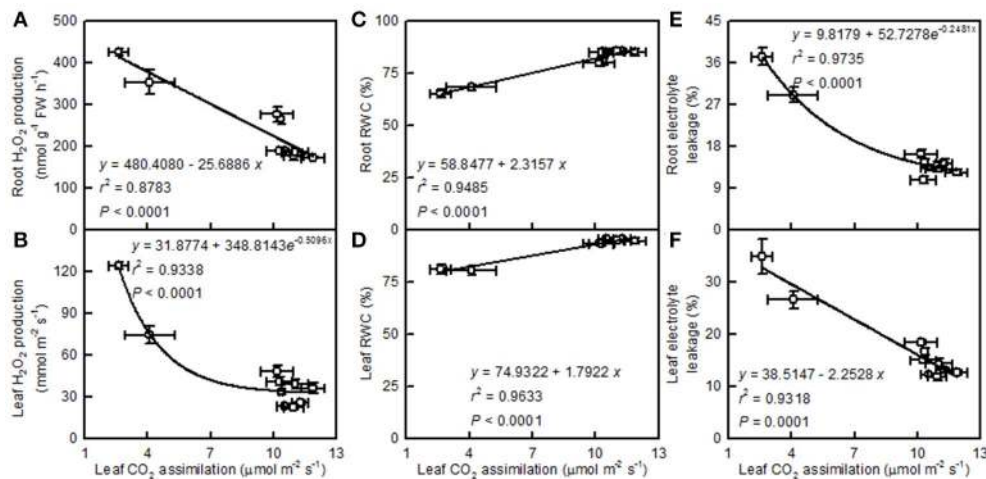 A
Root H2O2 production
(nmol g-1 FW h-1)
500
400
300
200
100
0
y = 480.4080 - 25.6886 x
r2 = 0.8783
P < 0.0001
B
Leaf H2O2 production
(mmol m-2 s-1)
120
90
60
30
0
y = 31.8774 + 348.8143e-0.5096x
r2 = 0.9338
P < 0.0001
1 4 7 10 13
Leaf CO2 assimilation (μmol m-2 s-1)
C
Root RWC
(%)
100
75
50
25
0
y = 58.8477 + 2.3157 x
r2 = 0.9485
P < 0.0001
D
Leaf RWC (%)
75
50
25
0
y = 74.9322 + 1.7922 x
r2 = 0.9633
P < 0.0001
1 4 7 10 13
Leaf CO2 assimilation (μmol m-2 s-1)
E
Root electrolyte
leakage (%)
45
36
27
18
9
0
y = 9.8179 + 52.7278e-0.2481x
r2 = 0.9735
P < 0.0001
F
Leaf electrolyte
leakage (%)
30
20
10
0
y = 38.5147 - 2.2528 x
r2 = 0.9318
P = 0.0001
1 4 7 10 13
Leaf CO2 assimilation (μmol m-2 s-1)